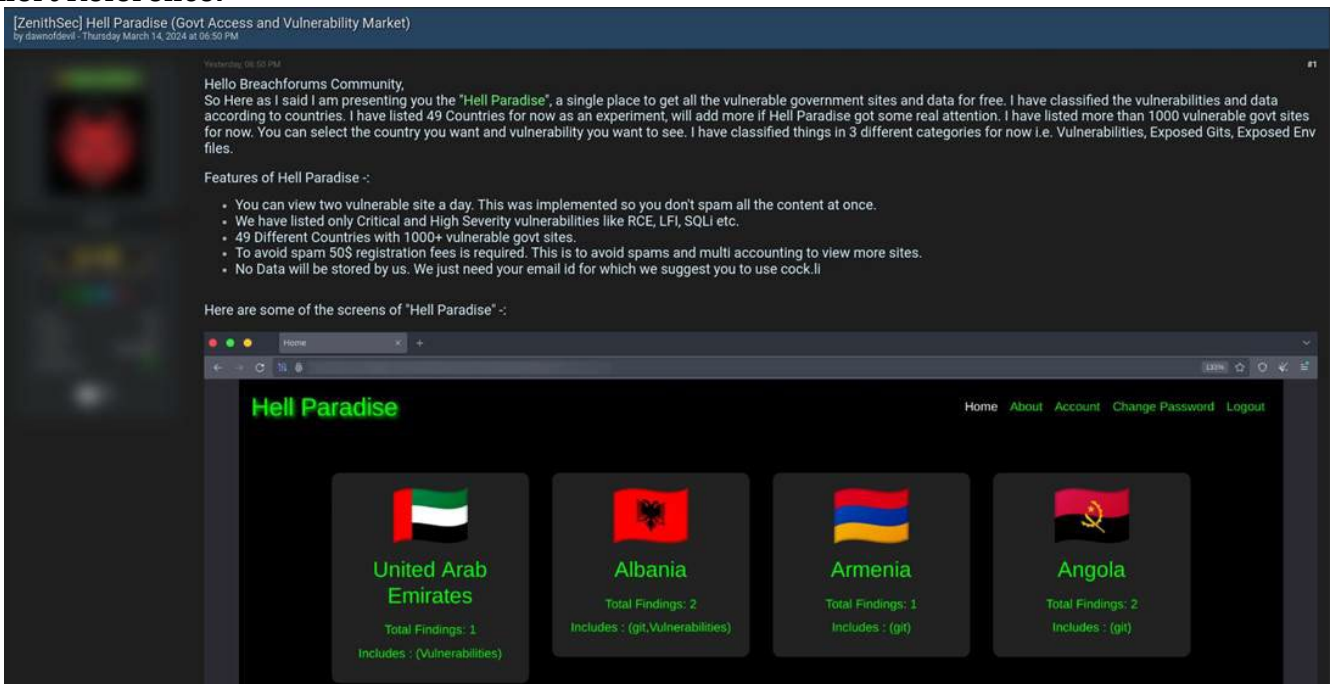 [ZenithSec] Hell Paradise (Govt Access and Vulnerability Market)
by dawnofdevil - Thursday March 14, 2024 at 06:50 PM
Yesterday, 06:50 PM
#1
Hello Breachforums Community,
So Here as I said I am presenting you the "Hell Paradise", a single place to get all the vulnerable government sites and data for free. I have classified the vulnerabilities and data
according to countries. I have listed 49 Countries for now as an experiment, will add more if Hell Paradise got some real attention. I have listed more than 1000 vulnerable govt sites
for now. You can select the country you want and vulnerability you want to see. I have classified things in 3 different categories for now i.e. Vulnerabilities, Exposed Gits, Exposed Env
files.
Features of Hell Paradise -:
• You can view two vulnerable site a day. This was implemented so you don't spam all the content at once.
• We have listed only Critical and High Severity vulnerabilities like RCE, LFI, SQLi etc.
• 49 Different Countries with 1000+ vulnerable govt sites.
• To avoid spam 50$ registration fees is required. This is to avoid spams and multi accounting to view more sites.
• No Data will be stored by us. We just need your email id for which we suggest you to use cock.li
Here are some of the screens of "Hell Paradise" -:
Home
133%
Hell Paradise
Home About Account Change Password Logout
United Arab
Emirates
Total Findings: 1
Includes : (Vulnerabilities)
Albania
Total Findings: 2
Includes : (git,Vulnerabilities)
Armenia
Total Findings: 1
Includes : (git)
Angola
Total Findings: 2
Includes : (git)